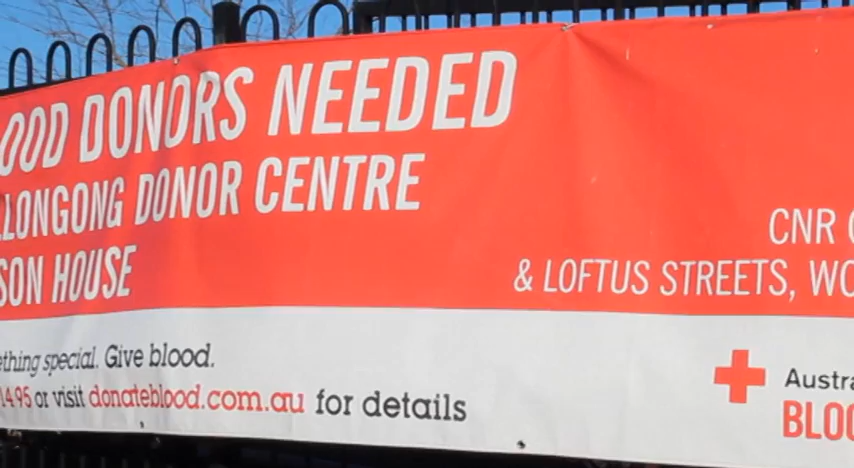 OOD DONORS NEEDED
LLONGONG DONOR CENTRE
SON HOUSE
CNR
& LOFTUS STREETS, WO
ething special. Give blood.
1495 or visit donateblood.com.au for details
Austra
BLOO